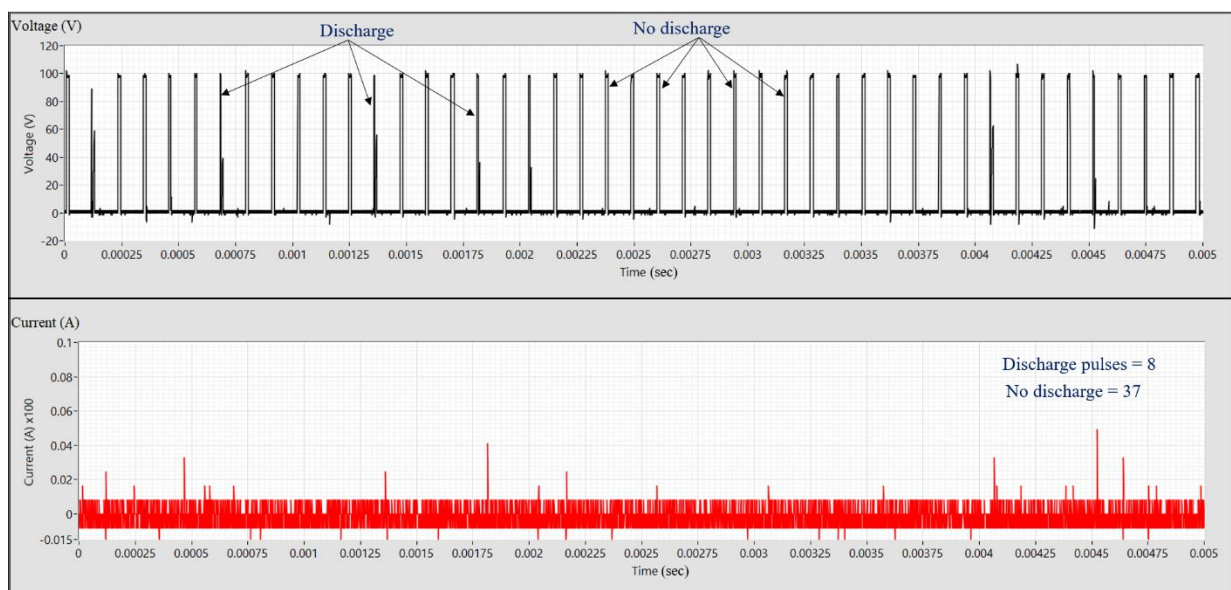 Voltage (V)
Discharge
No discharge
120
100
80
60
40
20
0
-20
Voltage (V)
0 0.00025 0.0005 0.00075 0.001 0.00125 0.0015 0.00175 0.002 0.00225 0.0025 0.00275 0.003 0.00325 0.0035 0.00375 0.004 0.00425 0.0045 0.00475 0.005
Time (sec)
Current (A)
Discharge pulses = 8
No discharge = 37
0.1
0.08
0.06
0.04
0.02
0
-0.015
Current (A) x100
0 0.00025 0.0005 0.00075 0.001 0.00125 0.0015 0.00175 0.002 0.00225 0.0025 0.00275 0.003 0.00325 0.0035 0.00375 0.004 0.00425 0.0045 0.00475 0.005
Time (sec)